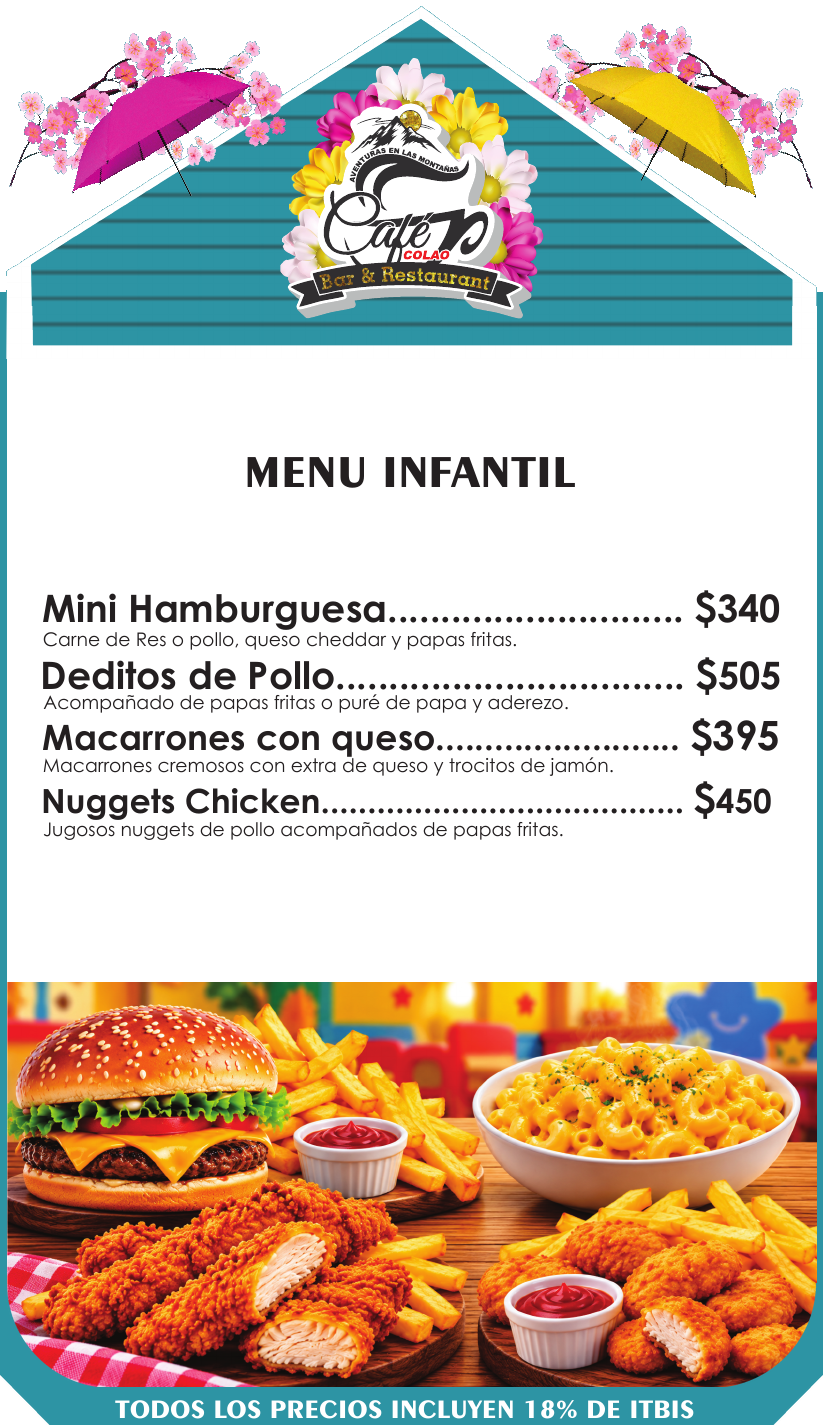 AVENTURAS EN LAS MONTAÑAS
Café
COLAO
Bar & Restaurant
MENU INFANTIL
Mini Hamburguesa........................... $340
Carne de Res o pollo, queso cheddar y papas fritas.
Deditos de Pollo................................ $505
Acompañado de papas fritas o puré de papa y aderezo.
Macarrones con queso....................... $395
Macarrones cremosos con extra de queso y trocitos de jamón.
Nuggets Chicken...................................... $450
Jugosos nuggets de pollo acompañados de papas fritas.
TODOS LOS PRECIOS INCLUYEN 18% DE ITBIS